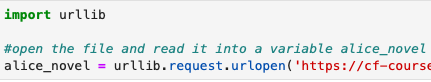 import urllib
#open the file and read it into a variable alice_novel
alice_novel = urllib.request.urlopen('https://cf-course